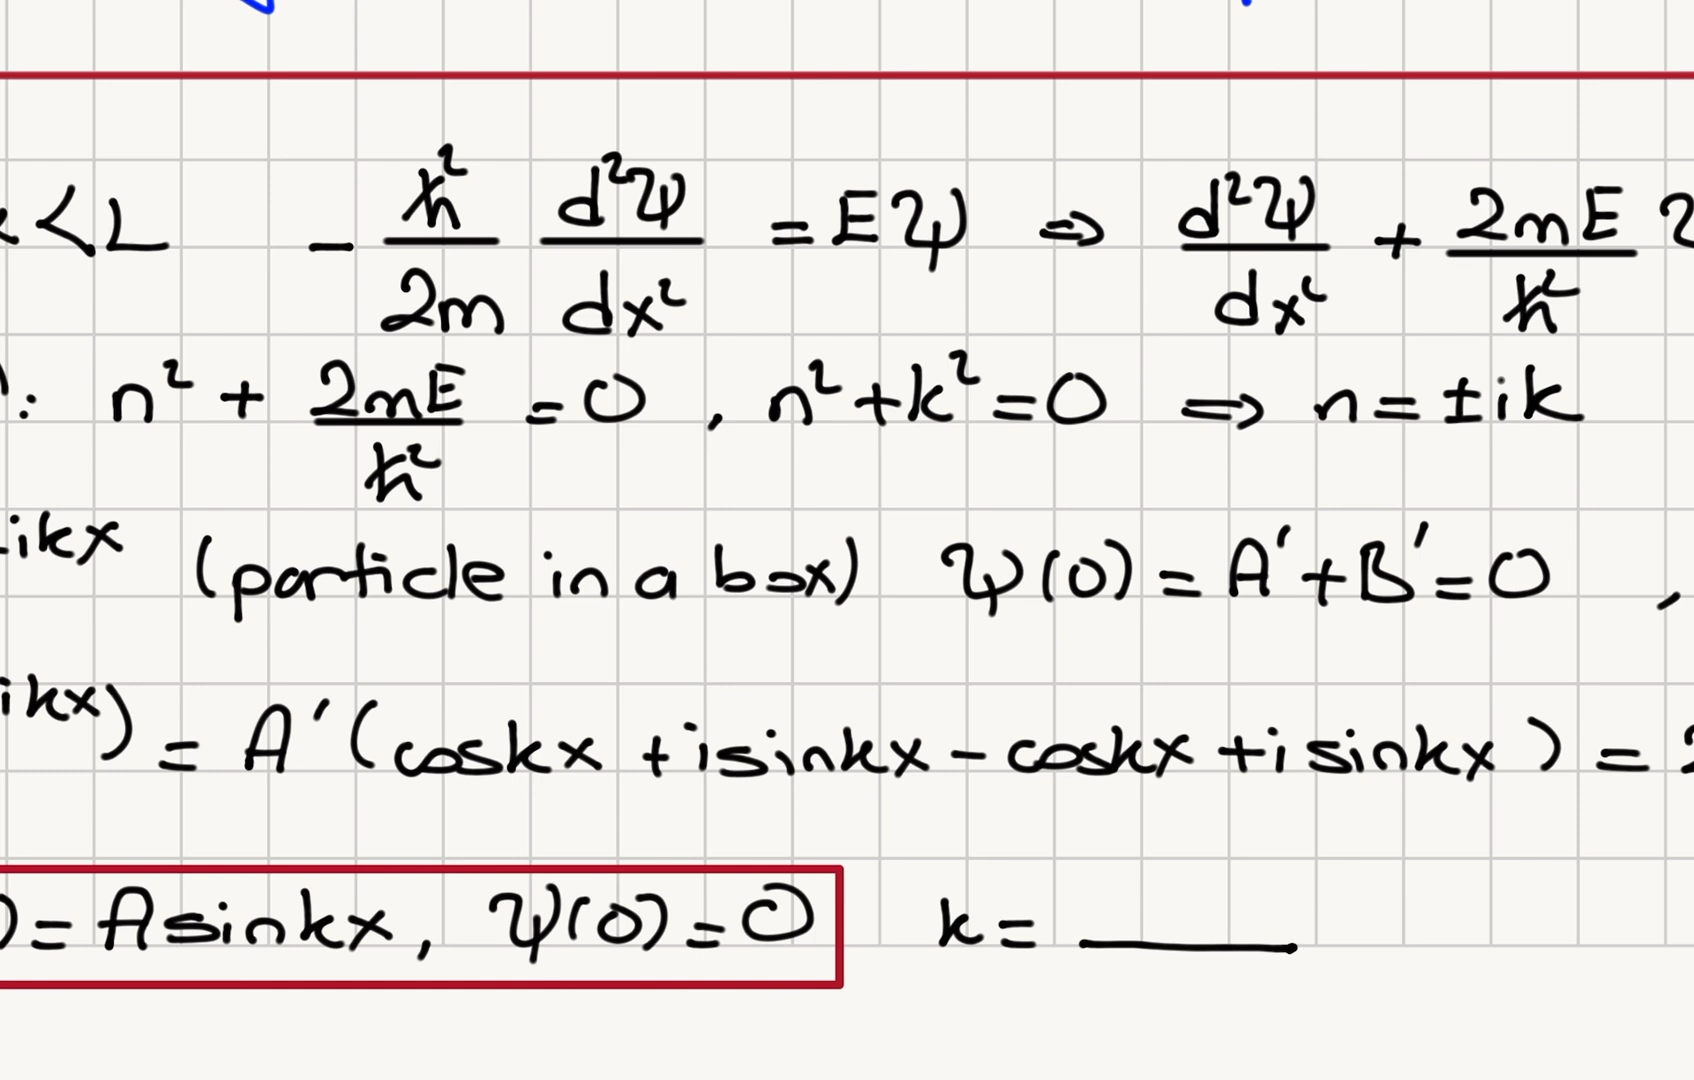 <L   -ħ²/2m d²ψ/dx² = Eψ ⇒ d²ψ/dx² + 2mE/ħ²
: n² + 2mE/ħ² = 0 , n²+k²=0 ⇒ n=±ik
ikx (particle in a box) ψ(0) = A'+B'=0 ,
ikx) = A'(coskx +isinkx - coskx +isinkx) =
)= Asinkx, ψ(0)=0   k= ____